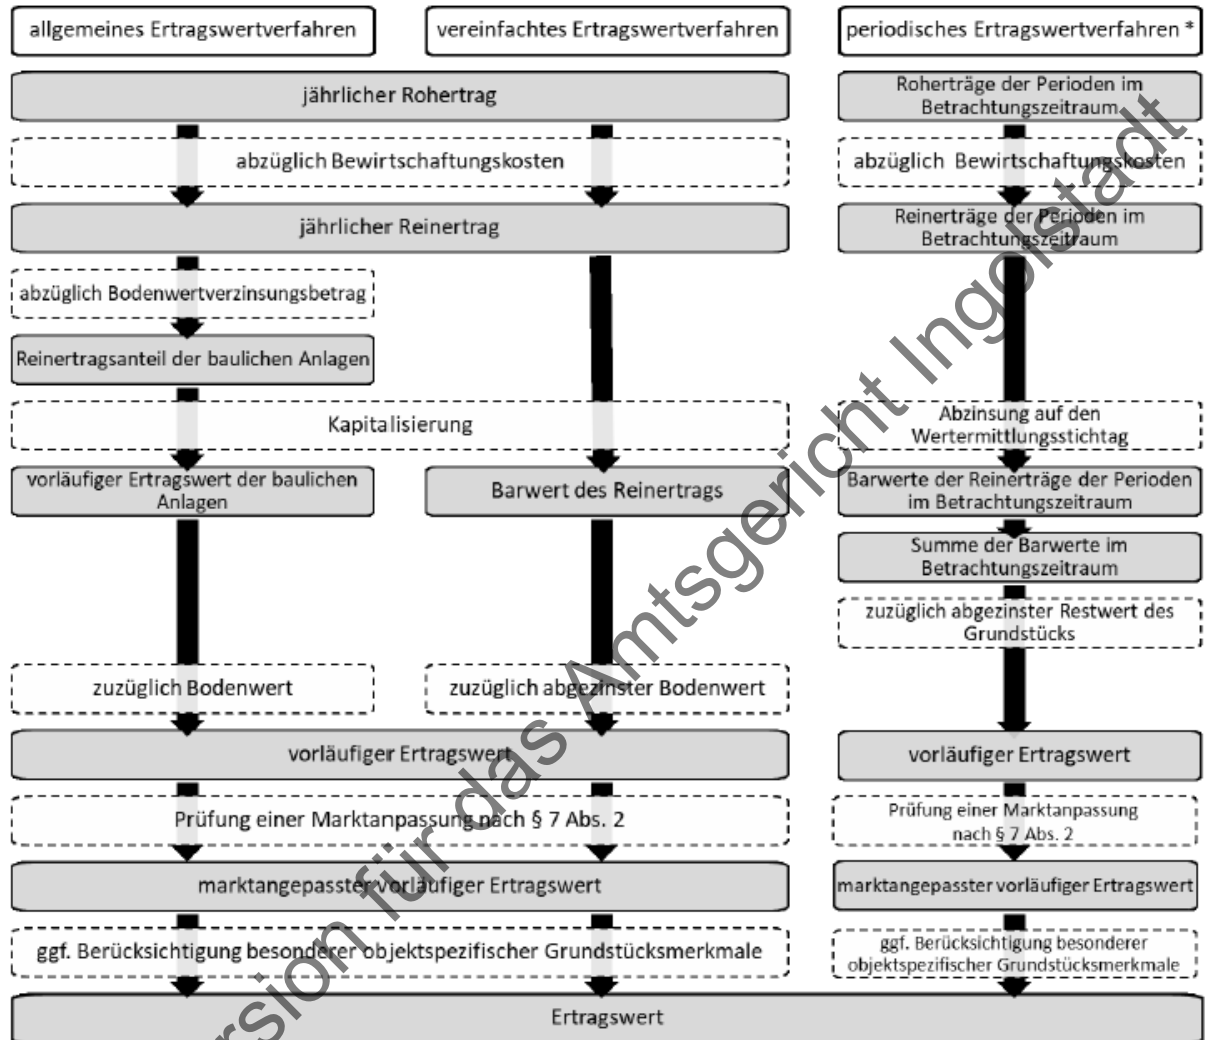 allgemeines Ertragswertverfahren
vereinfachtes Ertragswertverfahren
periodisches Ertragswertverfahren *
jährlicher Rohertrag
Roherträge der Perioden im
Betrachtungszeitraum
abzüglich Bewirtschaftungskosten
abzüglich Bewirtschaftungskosten
jährlicher Reinertrag
Reinerträge der Perioden im
Betrachtungszeitraum
abzüglich Bodenwertverzinsungsbetrag
Reinertragsanteil der baulichen Anlagen
Kapitalisierung
Abzinsung auf den
Wertermittlungsstichtag
vorläufiger Ertragswert der baulichen
Anlagen
Barwert des Reinertrags
Barwerte der Reinerträge der Perioden
im Betrachtungszeitraum
Summe der Barwerte im
Betrachtungszeitraum
zuzüglich abgezinster Restwert des
Grundstücks
zuzüglich Bodenwert
zuzüglich abgezinster Bodenwert
vorläufiger Ertragswert
vorläufiger Ertragswert
Prüfung einer Marktanpassung nach § 7 Abs. 2
Prüfung einer Marktanpassung
nach § 7 Abs. 2
marktangepasster vorläufiger Ertragswert
marktangepasster vorläufiger Ertragswert
ggf. Berücksichtigung besonderer objektspezifischer Grundstücksmerkmale
ggf. Berücksichtigung besonderer
objektspezifischer Grundstücksmerkmale
Ertragswert
ersion für das Amtsgericht Ingolstadt